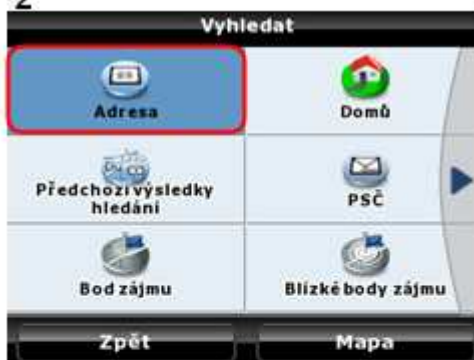 2
Vyhledat
Adresa
Domů
Předchozí výsledky
hledání
PSČ
Bod zájmu
Blízké body zájmu
Zpět
Mapa